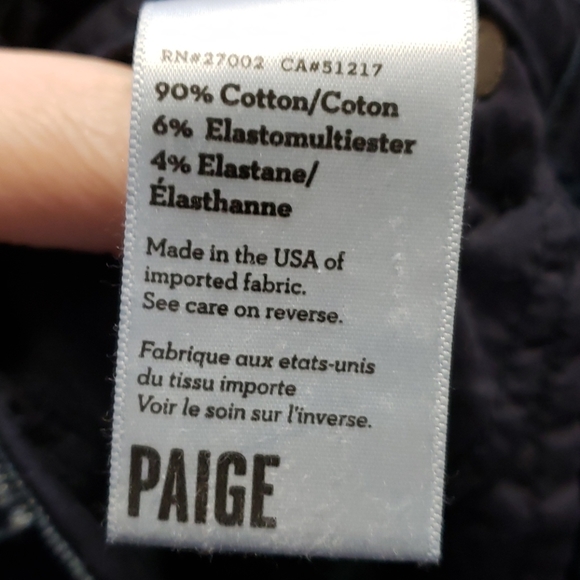 RN#27002 CA#51217
90% Cotton/Coton
6% Elastomultiester
4% Elastane/
Élasthanne
Made in the USA of
imported fabric.
See care on reverse.
Fabrique aux etats-unis
du tissu importe
Voir le soin sur l'inverse.
PAIGE